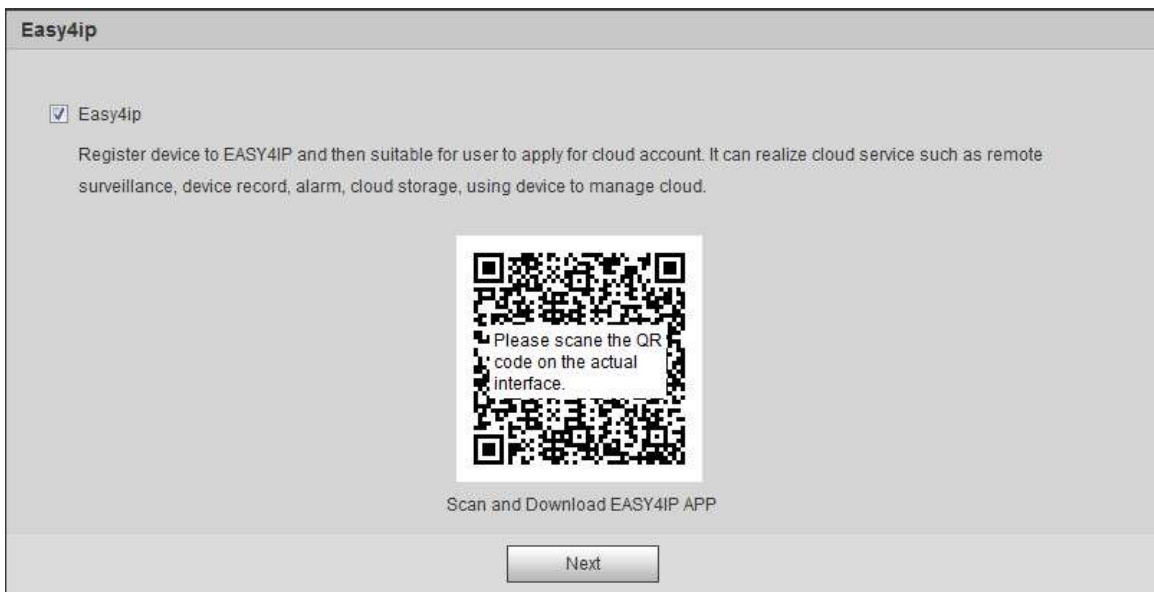 Easy4ip
Easy4ip
Register device to EASY4IP and then suitable for user to apply for cloud account. It can realize cloud service such as remote
surveillance, device record, alarm, cloud storage, using device to manage cloud.
Please scane the QR
code on the actual
interface.
Scan and Download EASY4IP APP
Next